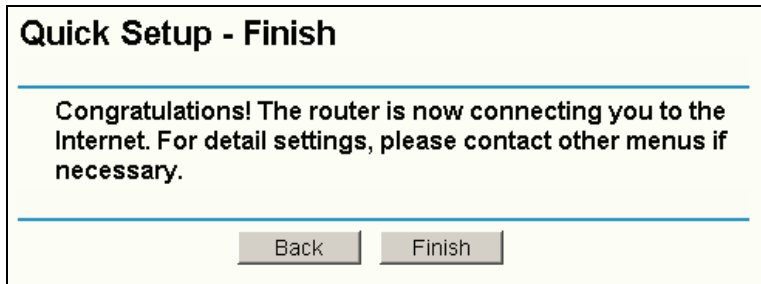 Quick Setup - Finish
Congratulations! The router is now connecting you to the
Internet. For detail settings, please contact other menus if
necessary.
Back Finish